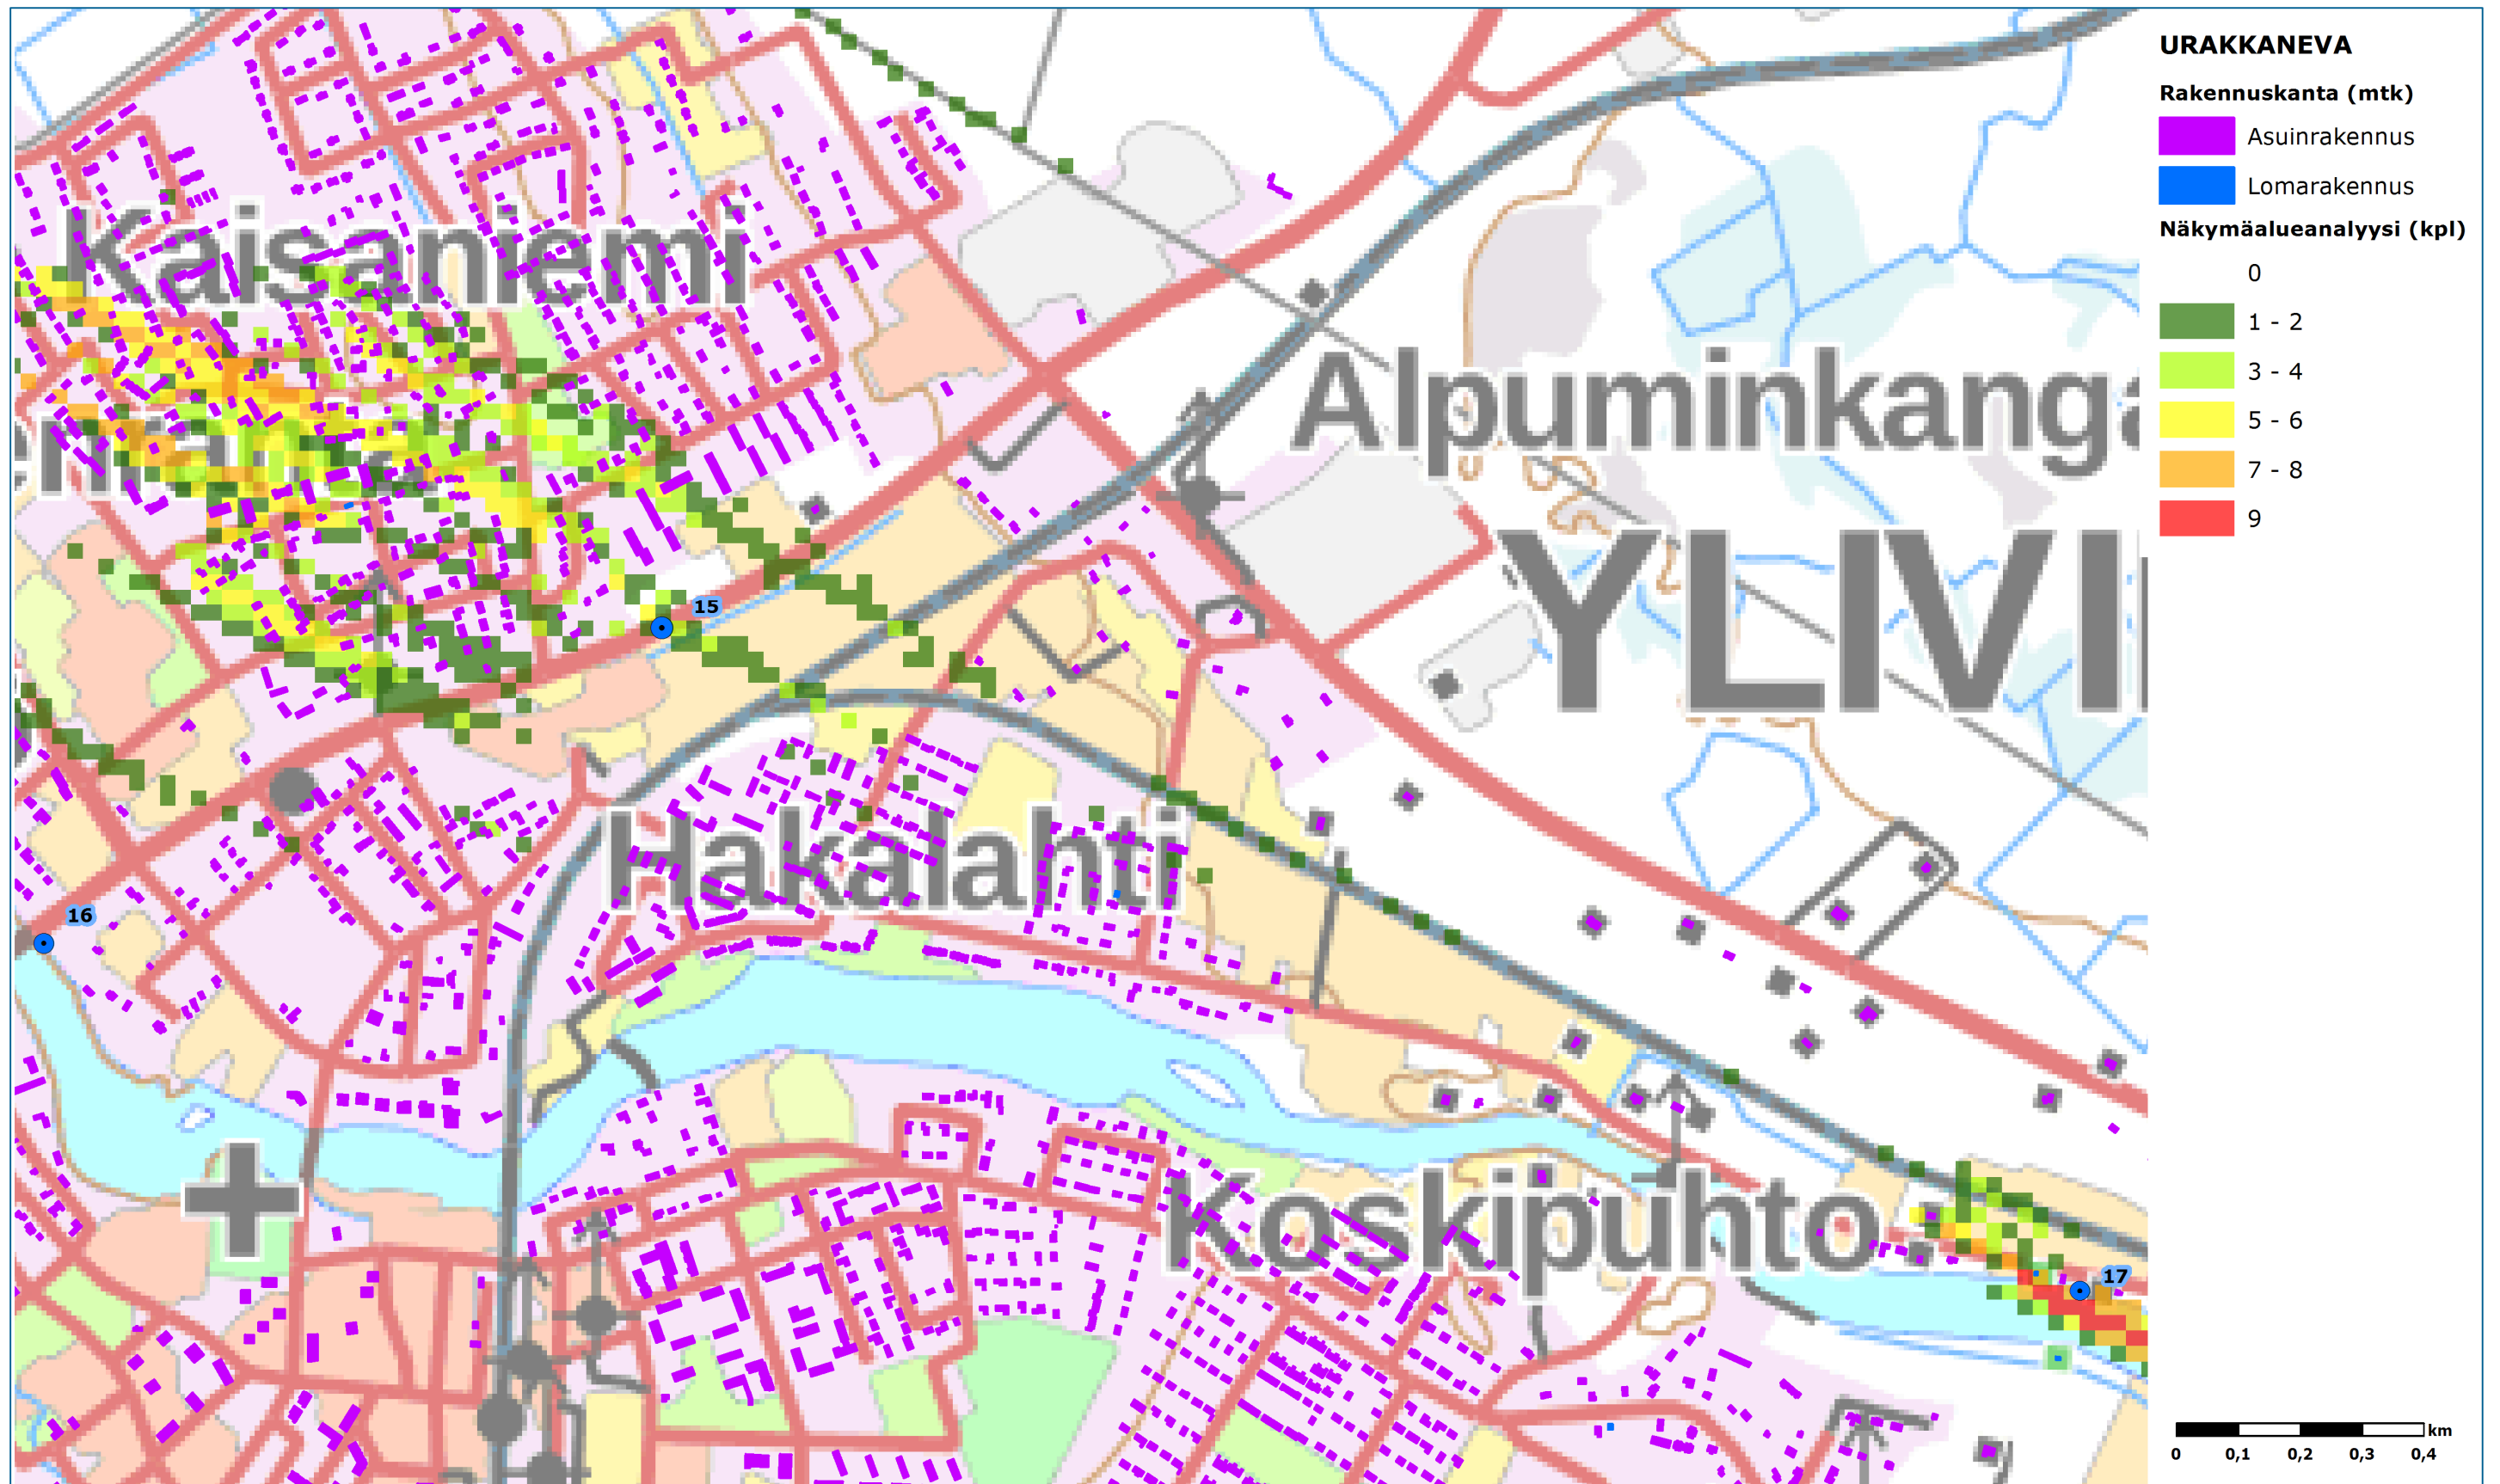 URAKKANEVA
Rakennuskanta (mtk)
Asuinrakennus
Lomarakennus
Näkymäalueanalyysi (kpl)
0
1 - 2
3 - 4
5 - 6
7 - 8
9
Kaisaniemi
Alpuminkanga
YLIVI
15
Hakalahti
16
Koskipuhto
17
km
0 0,1 0,2 0,3 0,4